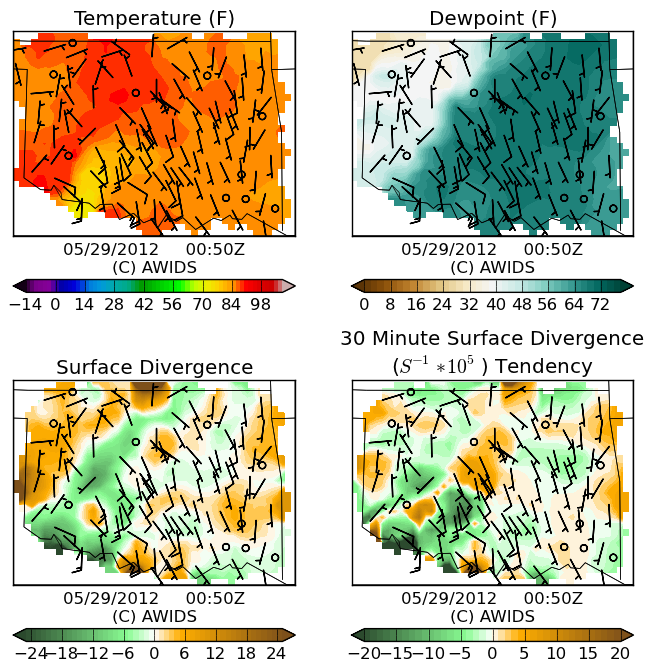 Temperature (F)
Dewpoint (F)
05/29/2012 00:50Z
(C) AWIDS
05/29/2012 00:50Z
(C) AWIDS
−14 0 14 28 42 56 70 84 98
0 8 16 24 32 40 48 56 64 72
Surface Divergence
30 Minute Surface Divergence
(S⁻¹ *10⁵ ) Tendency
05/29/2012 00:50Z
(C) AWIDS
05/29/2012 00:50Z
(C) AWIDS
−24 −18 −12 −6 0 6 12 18 24
−20 −15 −10 −5 0 5 10 15 20